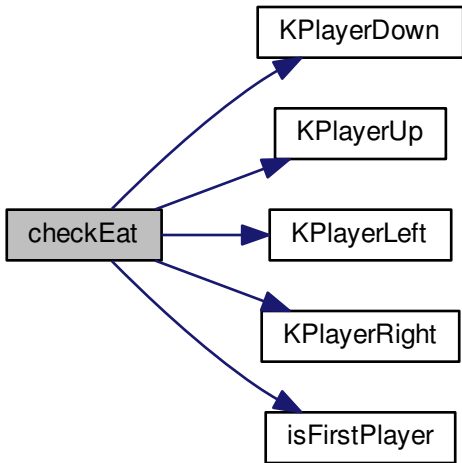 KPlayerDown
KPlayerUp
checkEat
KPlayerLeft
KPlayerRight
isFirstPlayer